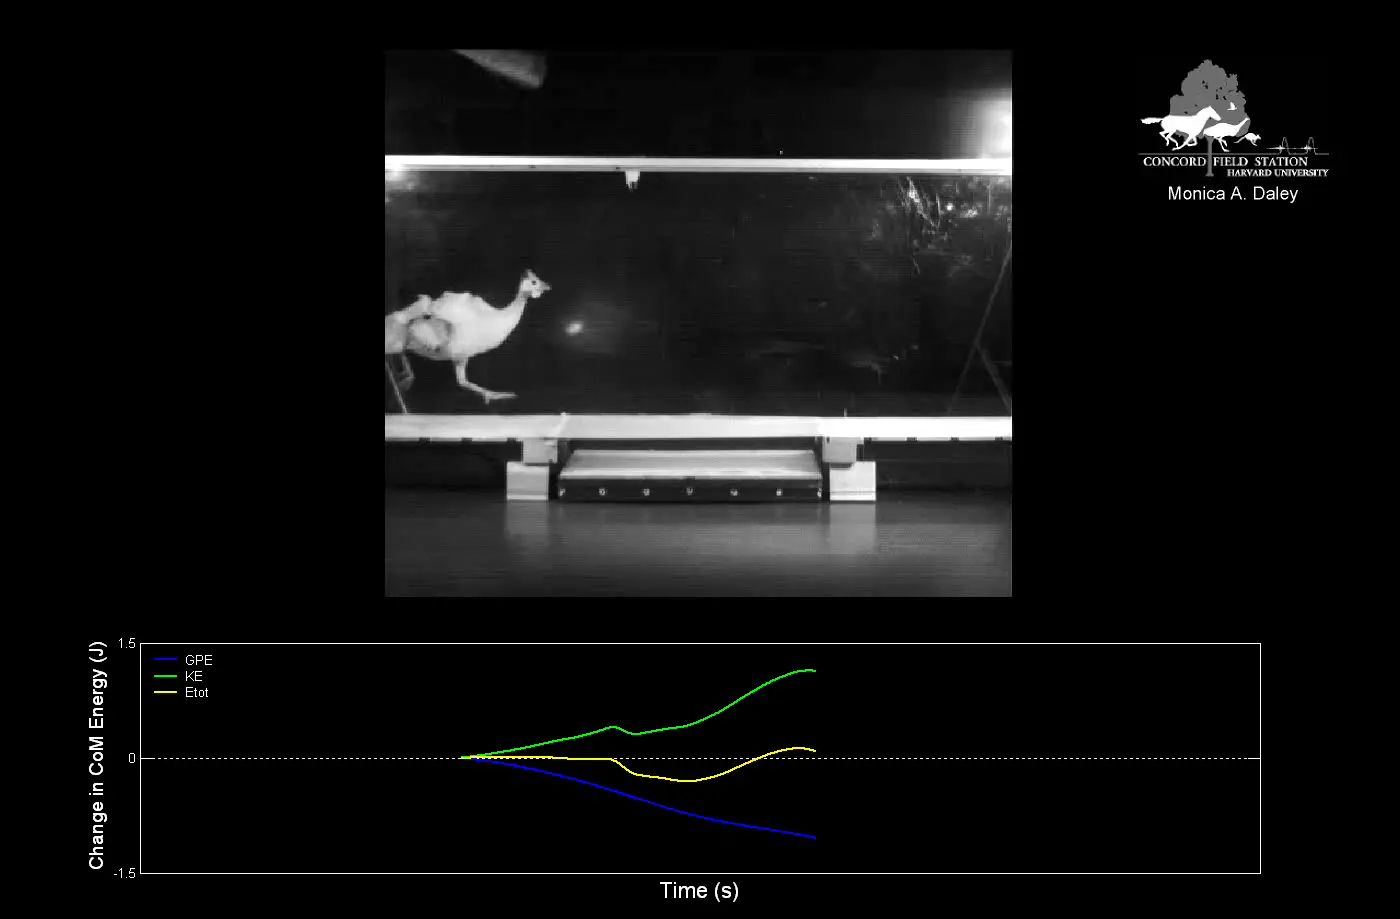 CONCORD FIELD STATION
HARVARD UNIVERSITY
Monica A. Daley
Change in CoM Energy (J)
1.5
0
-1.5
GPE
KE
Etot
Time (s)